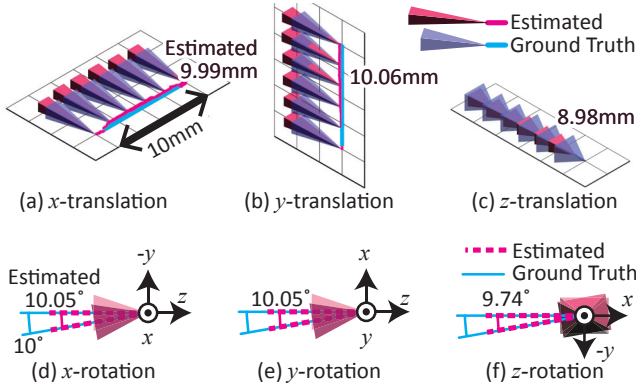 Estimated
9.99mm
10mm
(a) x-translation
10.06mm
(b) y-translation
Estimated
Ground Truth
8.98mm
(c) z-translation
Estimated
10.05°
10°
-y
z
x
(d) x-rotation
10.05°
x
z
y
(e) y-rotation
Estimated
Ground Truth
9.74°
x
-y
(f) z-rotation